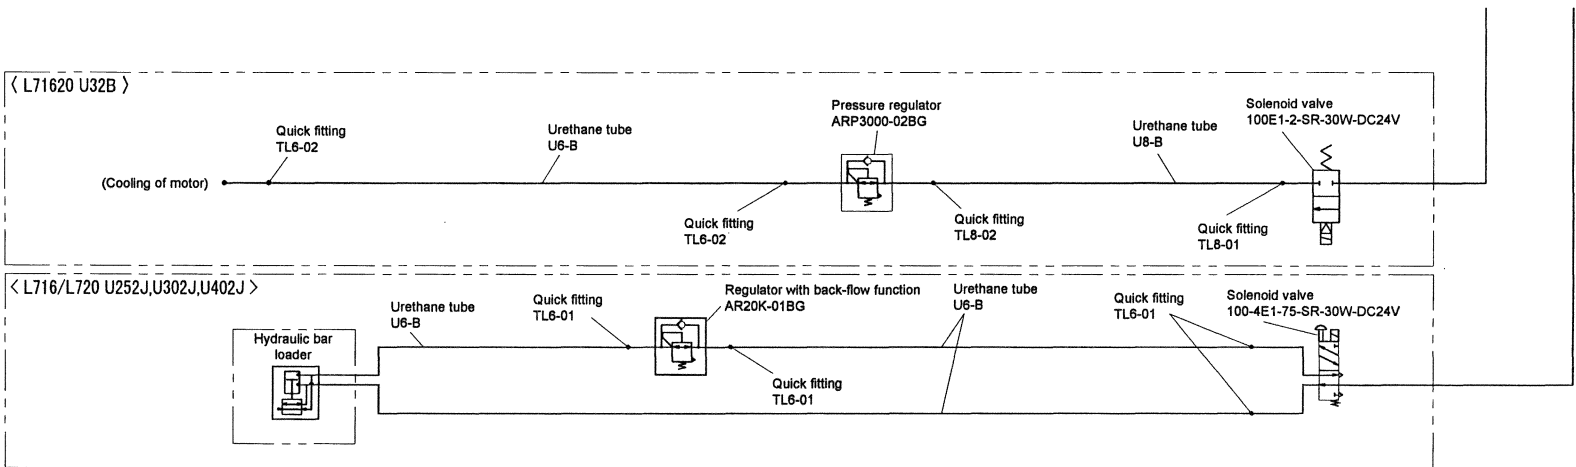 〈 L71620 U32B 〉
Pressure regulator
ARP3000-02BG
Solenoid valve
100E1-2-SR-30W-DC24V
Quick fitting
TL6-02
Urethane tube
U6-B
Urethane tube
U8-B
(Cooling of motor)
Quick fitting
TL6-02
Quick fitting
TL8-02
Quick fitting
TL8-01
〈 L716/L720 U252J,U302J,U402J 〉
Urethane tube
U6-B
Quick fitting
TL6-01
Regulator with back-flow function
AR20K-01BG
Urethane tube
U6-B
Quick fitting
TL6-01
Solenoid valve
100-4E1-75-SR-30W-DC24V
Hydraulic bar
loader
Quick fitting
TL6-01